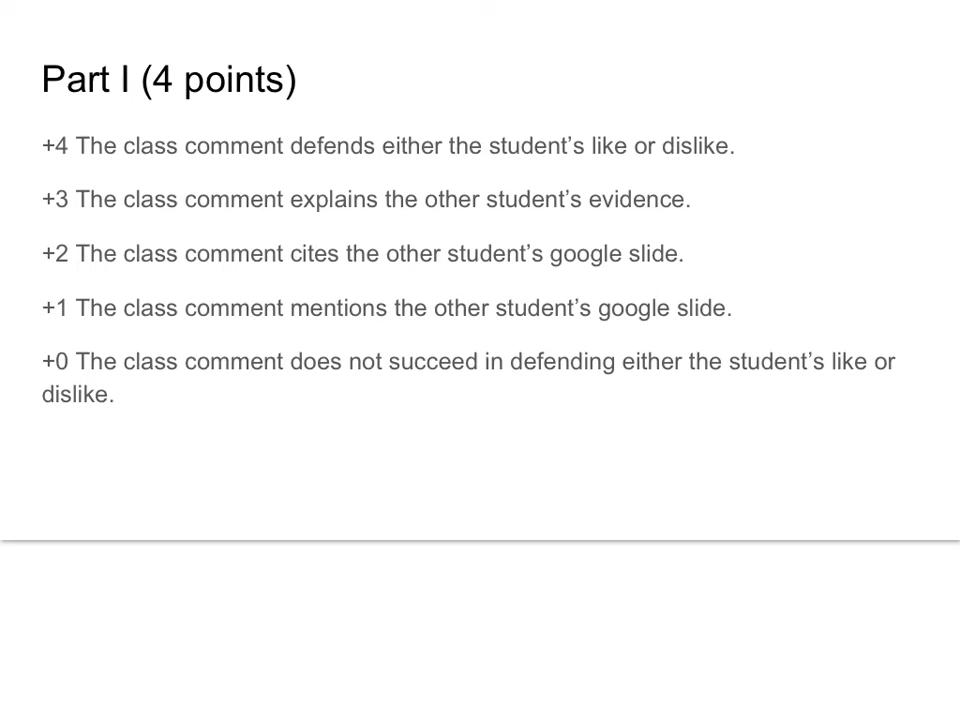 Part I (4 points)
+4 The class comment defends either the student’s like or dislike.
+3 The class comment explains the other student’s evidence.
+2 The class comment cites the other student’s google slide.
+1 The class comment mentions the other student’s google slide.
+0 The class comment does not succeed in defending either the student’s like or
dislike.